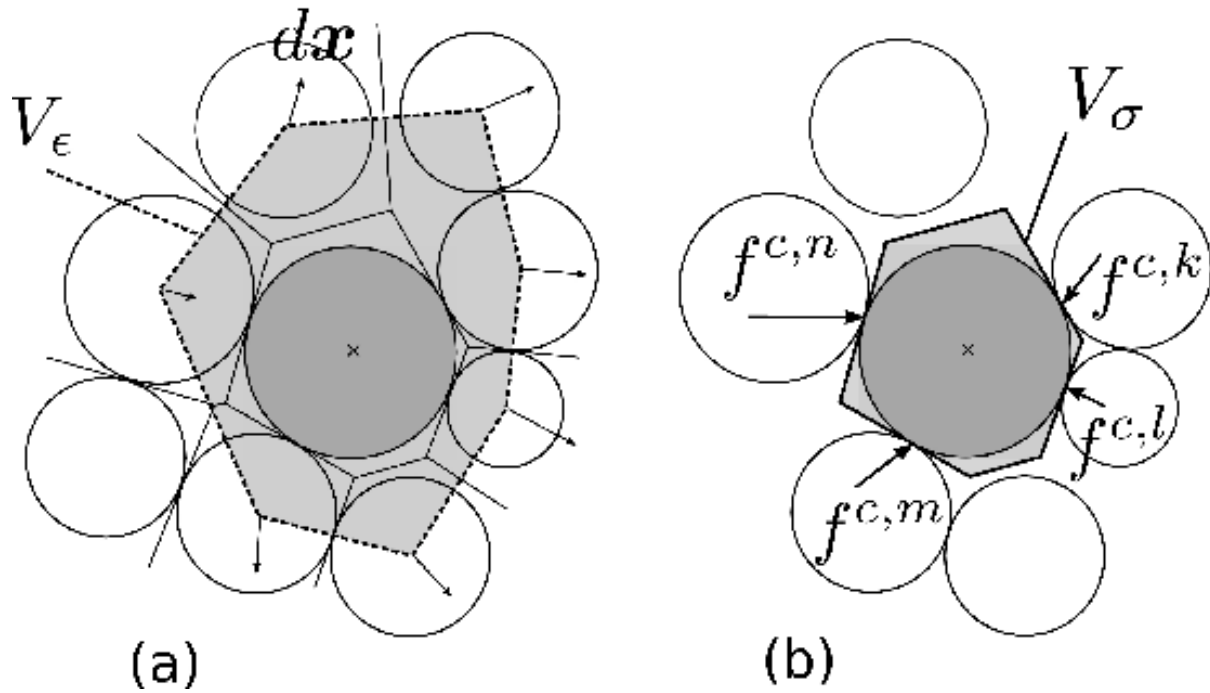 dx
V_ϵ
V_σ
f^{c,n}
f^{c,k}
f^{c,l}
f^{c,m}
(a)
(b)